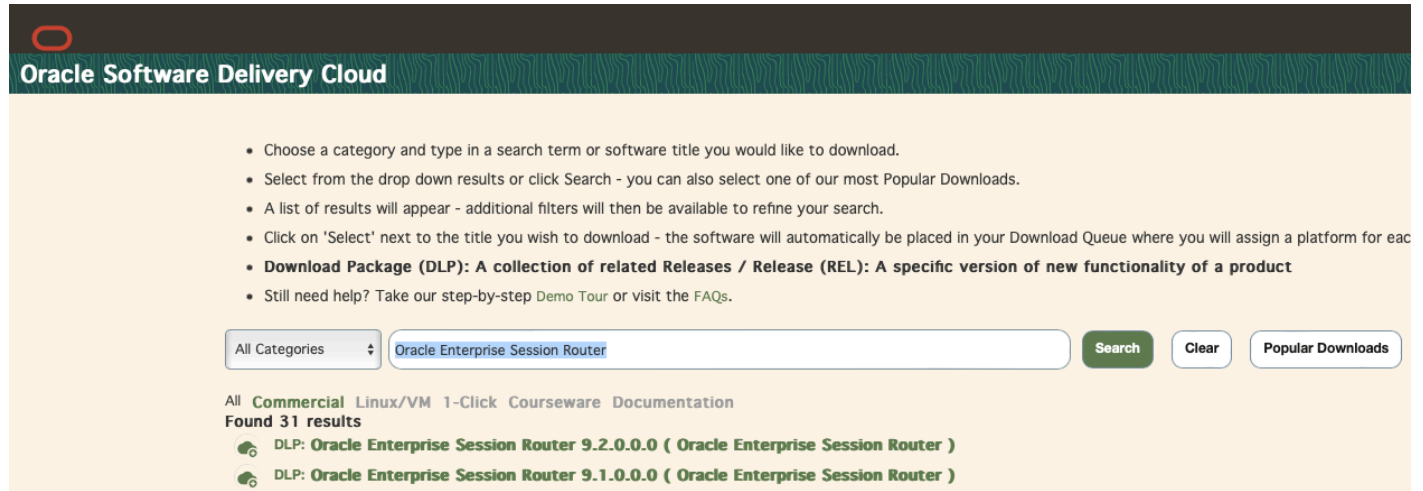 Oracle Software Delivery Cloud
• Choose a category and type in a search term or software title you would like to download.
• Select from the drop down results or click Search - you can also select one of our most Popular Downloads.
• A list of results will appear - additional filters will then be available to refine your search.
• Click on 'Select' next to the title you wish to download - the software will automatically be placed in your Download Queue where you will assign a platform for eac
• Download Package (DLP): A collection of related Releases / Release (REL): A specific version of new functionality of a product
• Still need help? Take our step-by-step Demo Tour or visit the FAQs.
All Categories Oracle Enterprise Session Router Search Clear Popular Downloads
All Commercial Linux/VM 1-Click Courseware Documentation
Found 31 results
DLP: Oracle Enterprise Session Router 9.2.0.0.0 ( Oracle Enterprise Session Router )
DLP: Oracle Enterprise Session Router 9.1.0.0.0 ( Oracle Enterprise Session Router )